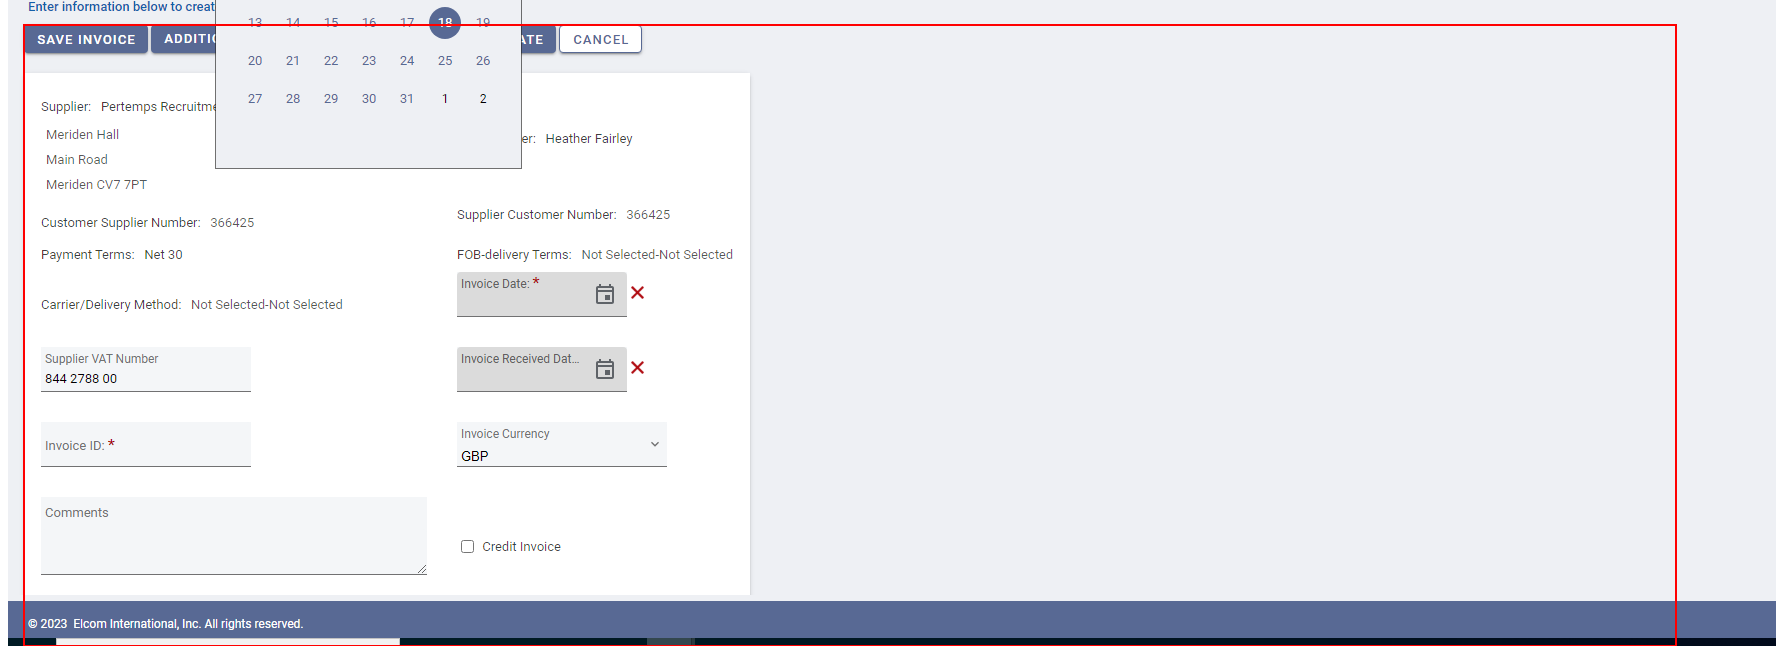 Enter information below to creat
13 14 15 16 17 18 19
SAVE INVOICE
CANCEL
20 21 22 23 24 25 26
27 28 29 30 31 1 2
Supplier: Pertemps Recruitme
Meriden Hall
er: Heather Fairley
Main Road
Meriden CV7 7PT
Customer Supplier Number: 366425
Supplier Customer Number: 366425
Payment Terms: Net 30
FOB-delivery Terms: Not Selected-Not Selected
Invoice Date: *
Carrier/Delivery Method: Not Selected-Not Selected
Supplier VAT Number
844 2788 00
Invoice Received Dat...
Invoice ID: *
Invoice Currency
GBP
Comments
Credit Invoice
© 2023 Elcom International, Inc. All rights reserved.